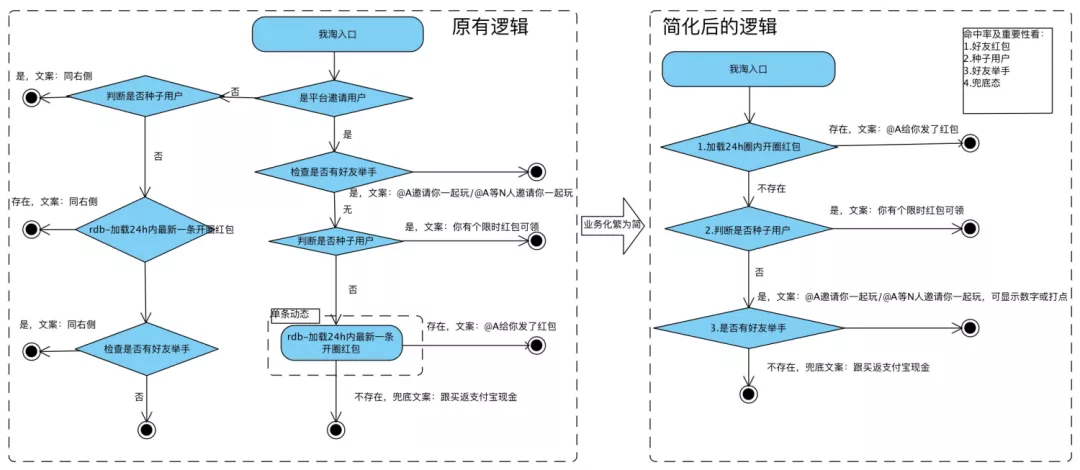 原有逻辑
我淘入口
是平台邀请用户
否
判断是否种子用户
是，文案：同右侧
否
是
检查是否有好友举手
是，文案：@A邀请你一起玩/@A等N人邀请你一起玩
无
存在，文案：同右侧
rdb-加载24h内最新一条开圈红包
判断是否种子用户
是，文案：你有个限时红包可领
否
单条动态
rdb-加载24h内最新一条
开圈红包
存在，文案：@A给你发了红包
是，文案：同右侧
检查是否有好友举手
否
不存在，兜底文案：跟买返支付宝现金
业务化繁为简
简化后的逻辑
命中率及重要性看：
1.好友红包
2.种子用户
3.好友举手
4.兜底态
我淘入口
1.加载24h圈内开圈红包
存在，文案：@A给你发了红包
不存在
2.判断是否种子用户
是，文案：你有个限时红包可领
否
是，文案：@A邀请你一起玩/@A等N人邀请你一起玩，可显示数字或打点
3.是否有好友举手
不存在，兜底文案：跟买返支付宝现金